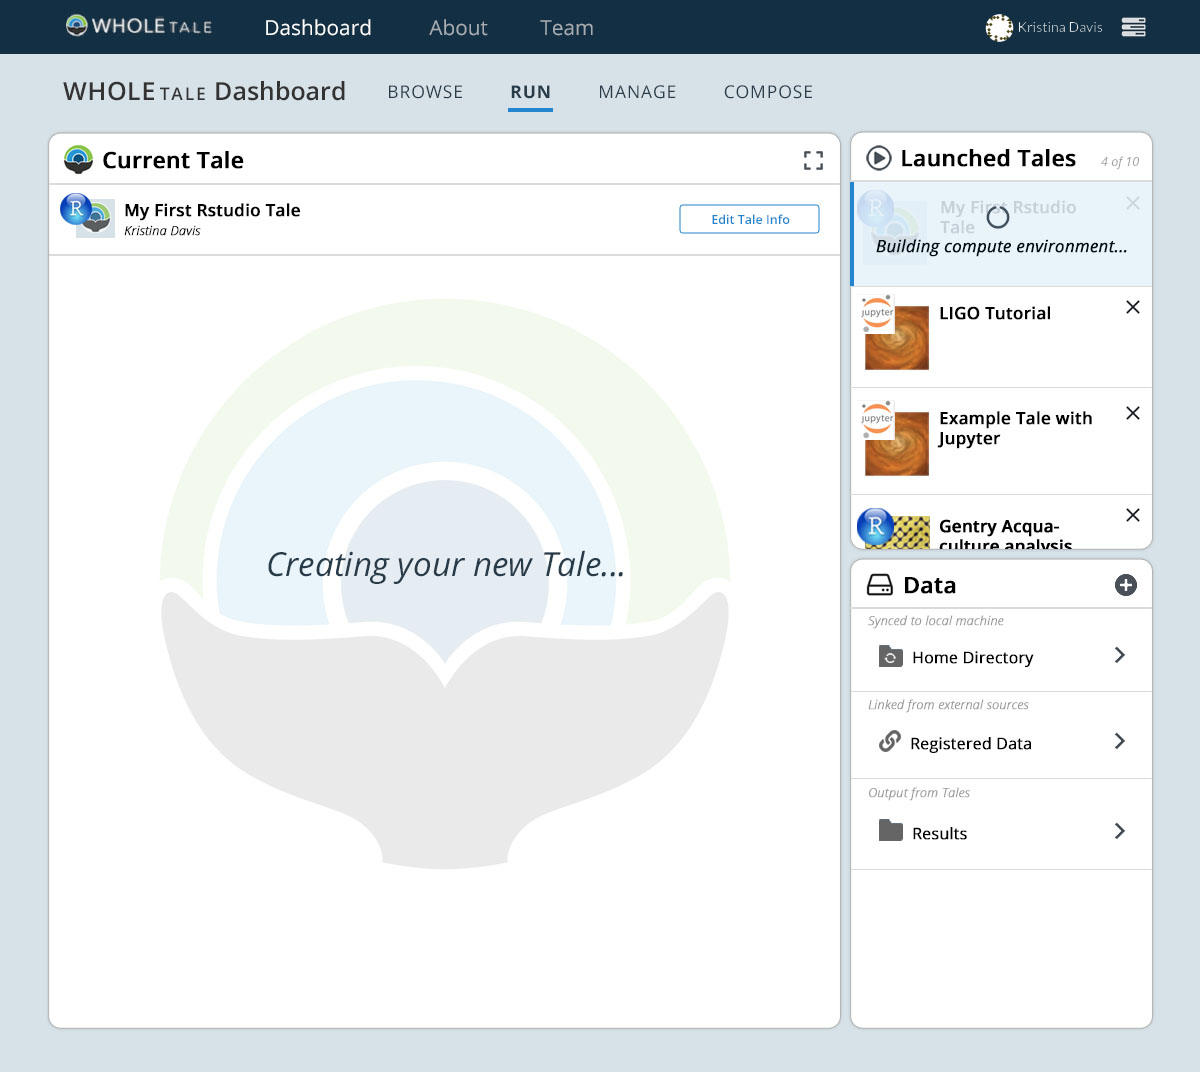 WHOLE TALE Dashboard About Team Kristina Davis
WHOLE TALE Dashboard BROWSE RUN MANAGE COMPOSE
Current Tale
My First Rstudio Tale
Kristina Davis
Edit Tale Info
Creating your new Tale...
Launched Tales 4 of 10
My First Rstudio
Tale
Building compute environment...
LIGO Tutorial
jupyter
Example Tale with
Jupyter
jupyter
Gentry Acqua-
culture analysis
R
R
R
Data
Synced to local machine
Home Directory
Linked from external sources
Registered Data
Output from Tales
Results